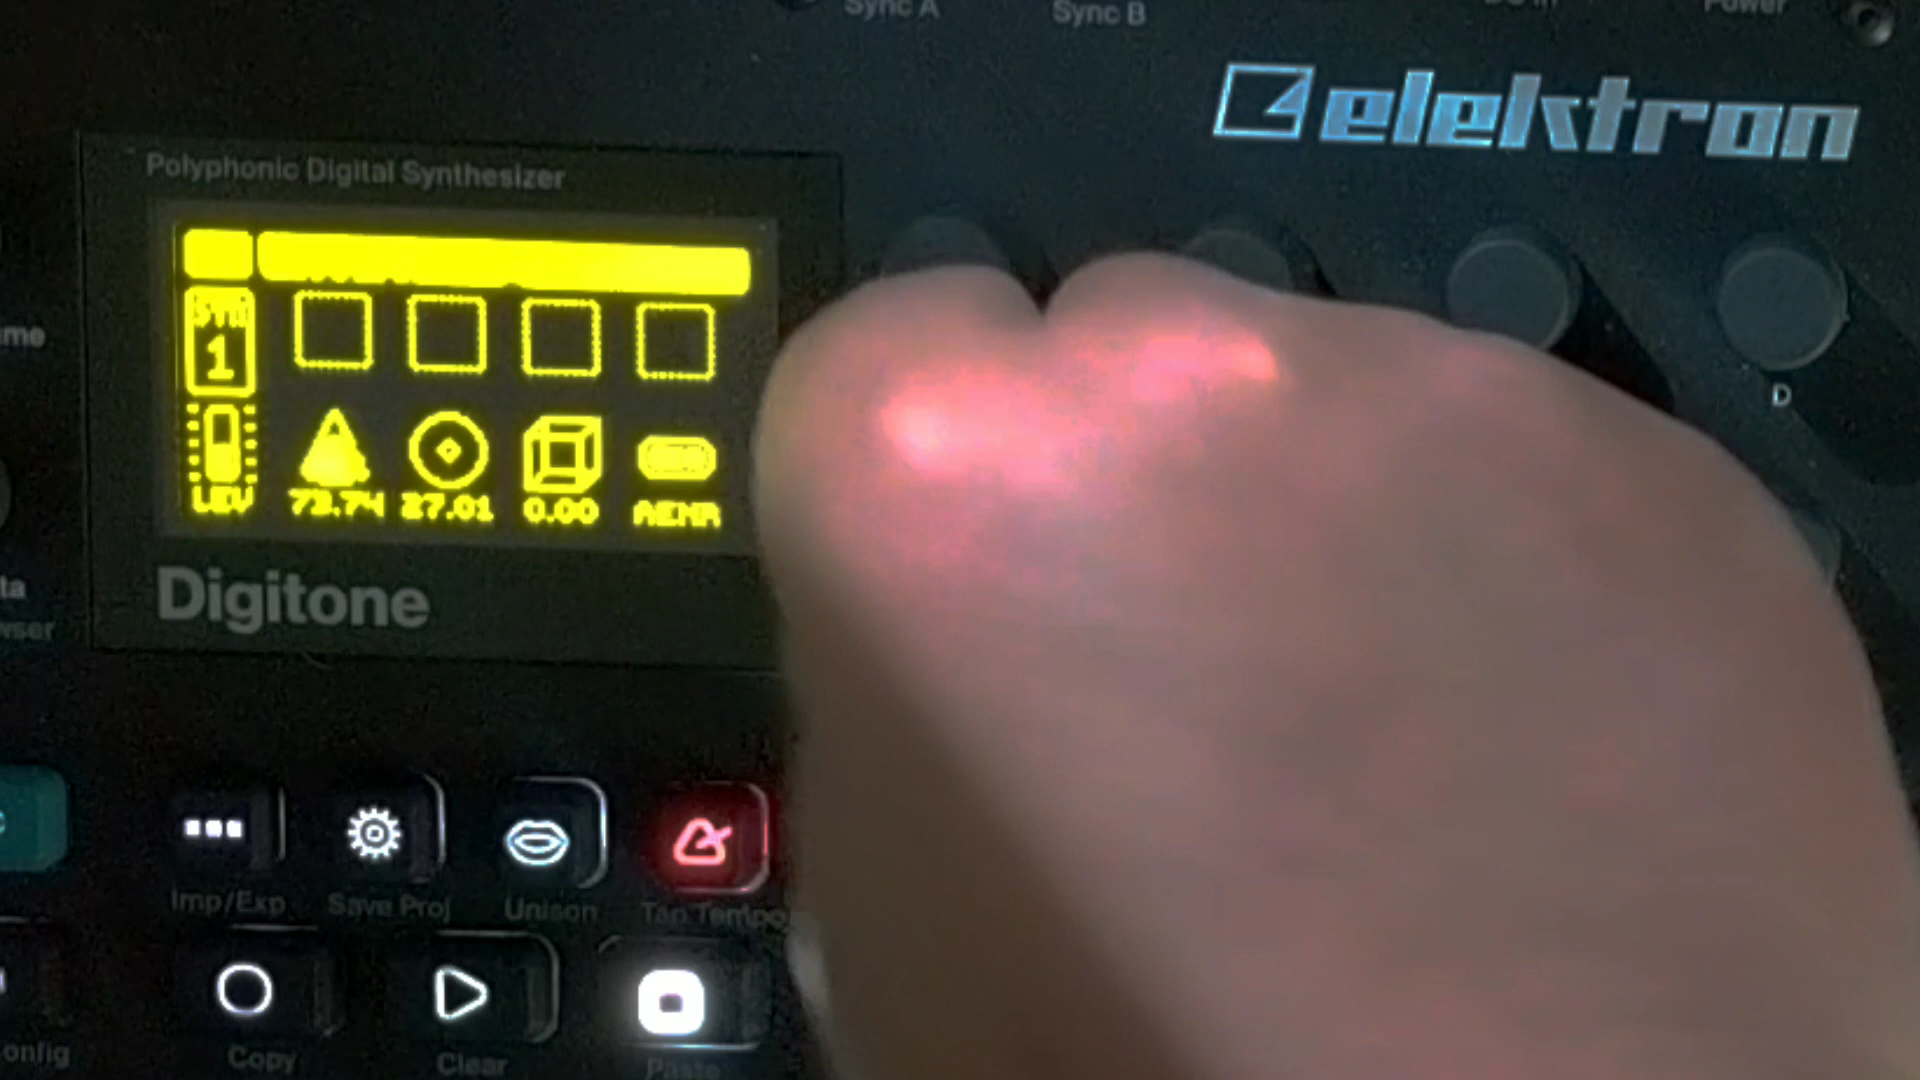 Sync A
Sync B
Power
elektron
Polyphonic Digital Synthesizer
SYN
1
LEV
73.74
27.01
0.00
D
Digitone
Imp/Exp
Save Proj
Unison
Tap Tempo
Copy
Clear
Paste